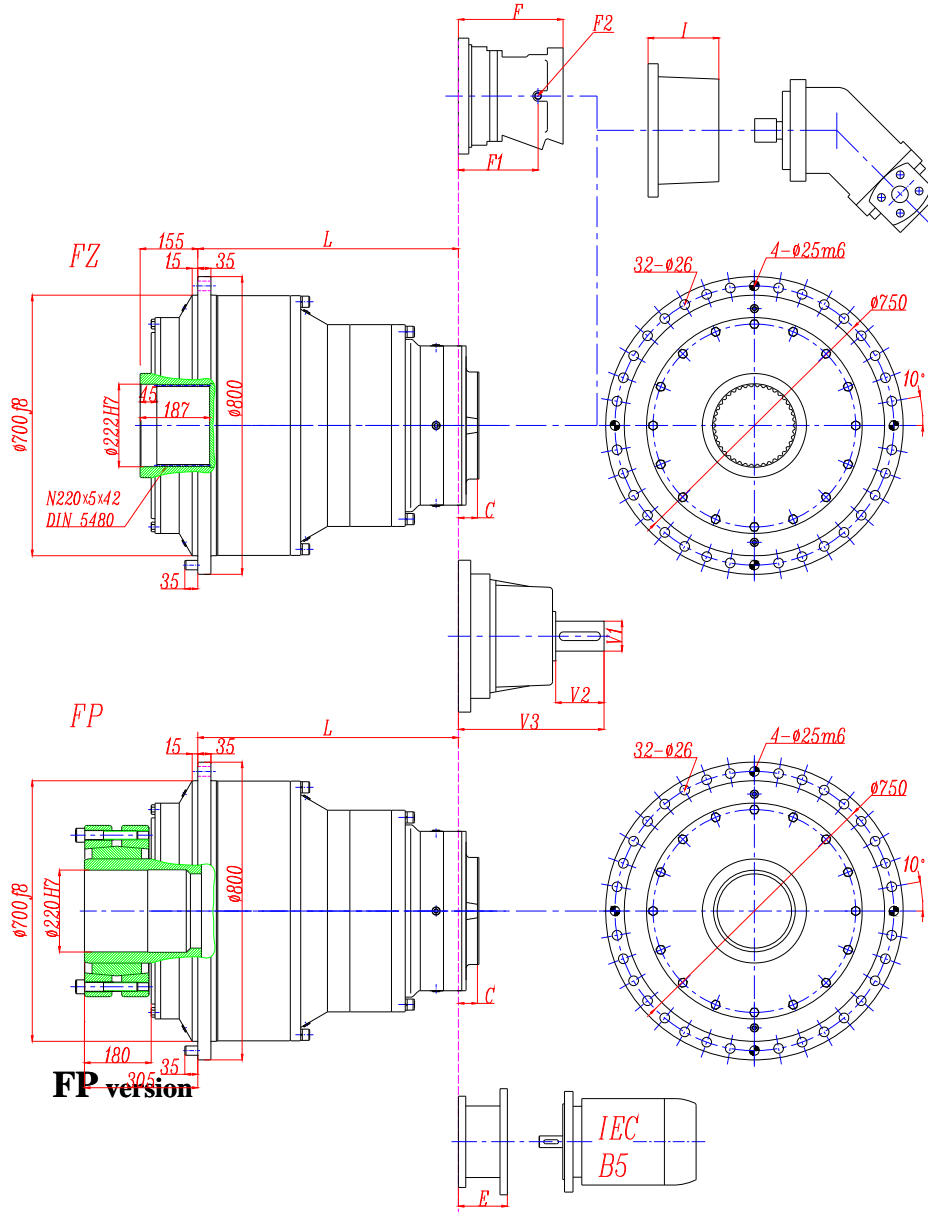 F
F2
I
F1
FZ
155
L
15
35
32-ø26
4-ø25m6
ø750
10°
ø700f8
ø222H7
45
187
ø800
N220x5x42
DIN 5480
C
35
V1
V2
V3
FP
L
15
35
32-ø26
4-ø25m6
ø750
10°
ø700f8
ø220H7
ø800
C
180
35
305
FP version
IEC
B5
E